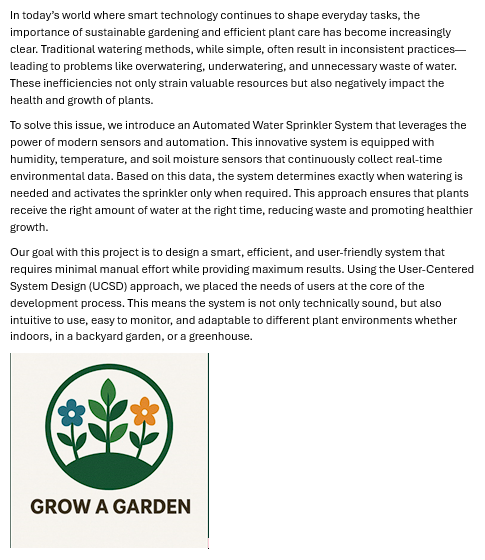 In today's world where smart technology continues to shape everyday tasks, the
importance of sustainable gardening and efficient plant care has become increasingly
clear. Traditional watering methods, while simple, often result in inconsistent practices—
leading to problems like overwatering, underwatering, and unnecessary waste of water.
These inefficiencies not only strain valuable resources but also negatively impact the
health and growth of plants.
To solve this issue, we introduce an Automated Water Sprinkler System that leverages the
power of modern sensors and automation. This innovative system is equipped with
humidity, temperature, and soil moisture sensors that continuously collect real-time
environmental data. Based on this data, the system determines exactly when watering is
needed and activates the sprinkler only when required. This approach ensures that plants
receive the right amount of water at the right time, reducing waste and promoting healthier
growth.
Our goal with this project is to design a smart, efficient, and user-friendly system that
requires minimal manual effort while providing maximum results. Using the User-Centered
System Design (UCSD) approach, we placed the needs of users at the core of the
development process. This means the system is not only technically sound, but also
intuitive to use, easy to monitor, and adaptable to different plant environments whether
indoors, in a backyard garden, or a greenhouse.
GROW A GARDEN